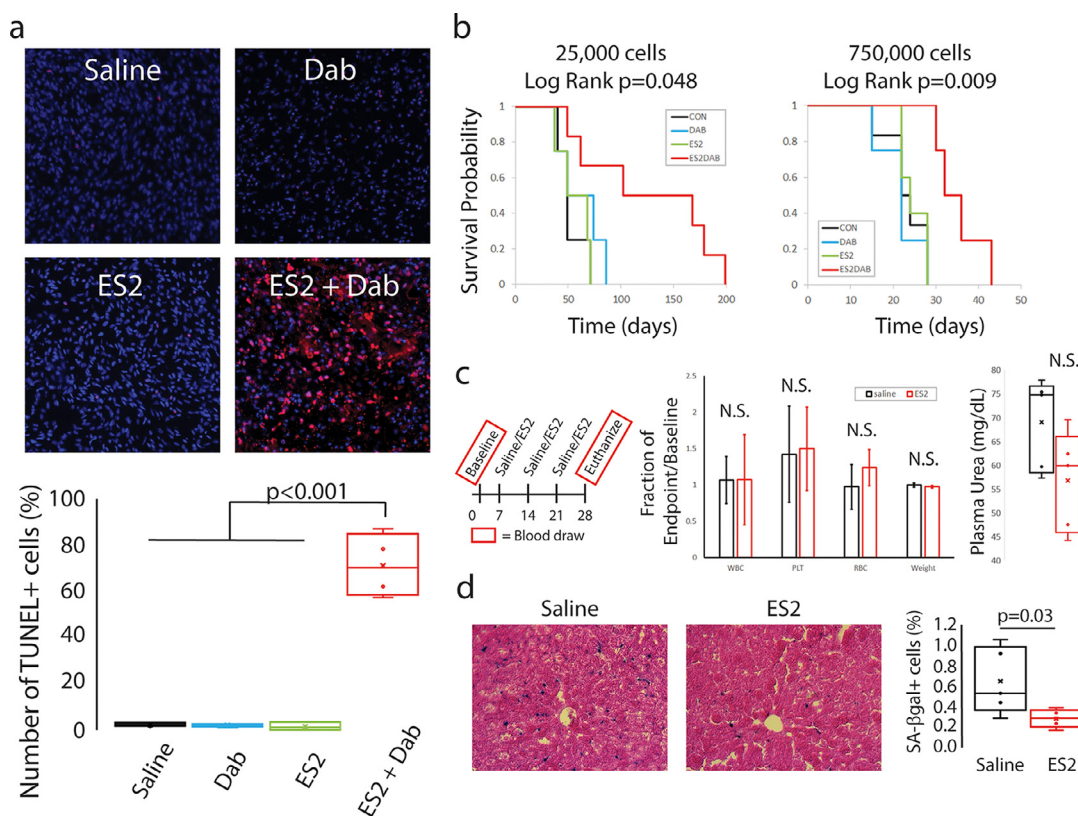 a
Saline
Dab
ES2
ES2 + Dab
Number of TUNEL+ cells (%)
100
80
60
40
20
0
p<0.001
Saline
Dab
ES2
ES2 + Dab
b
25,000 cells
Log Rank p=0.048
Survival Probability
1
0.8
0.6
0.4
0.2
0
CON
DAB
ES2
ES2DAB
0 50 100 150 200
Time (days)
750,000 cells
Log Rank p=0.009
1
0.8
0.6
0.4
0.2
0
CON
DAB
ES2
ES2DAB
0 10 20 30 40 50
Time (days)
c
Baseline
Saline/ES2
Saline/ES2
Saline/ES2
Euthanize
0 7 14 21 28
= Blood draw
Fraction of
Endpoint/Baseline
2.5
2
1.5
1
0.5
0
saline
ES2
N.S.
N.S.
N.S.
N.S.
WBC PLT RBC Weight
Plasma Urea (mg/dL)
80
75
70
65
60
55
50
45
40
N.S.
d
Saline
ES2
SA-βgal+ cells (%)
1.2
1.0
0.8
0.6
0.4
0.2
0.0
p=0.03
Saline ES2